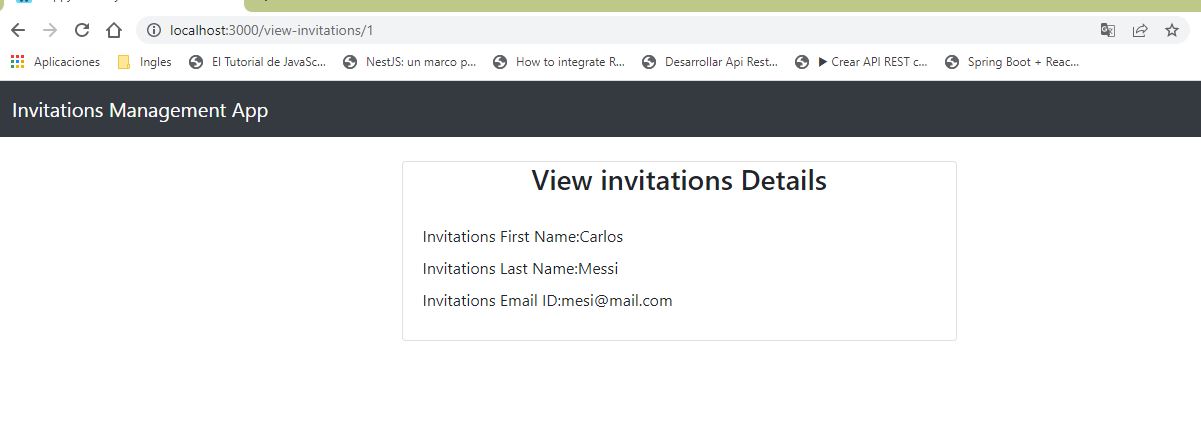 localhost:3000/view-invitations/1
Aplicaciones Ingles El Tutorial de JavaSc... NestJS: un marco p... How to integrate R... Desarrollar Api Rest... ▶ Crear API REST c... Spring Boot + Reac...
Invitations Management App
View invitations Details
Invitations First Name:Carlos
Invitations Last Name:Messi
Invitations Email ID:mesi@mail.com